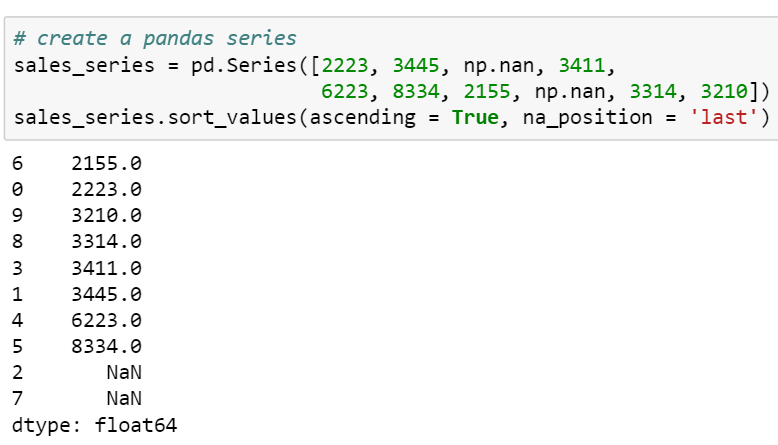 # create a pandas series
sales_series = pd.Series([2223, 3445, np.nan, 3411,
                          6223, 8334, 2155, np.nan, 3314, 3210])
sales_series.sort_values(ascending = True, na_position = 'last')
6    2155.0
0    2223.0
9    3210.0
8    3314.0
3    3411.0
1    3445.0
4    6223.0
5    8334.0
2       NaN
7       NaN
dtype: float64